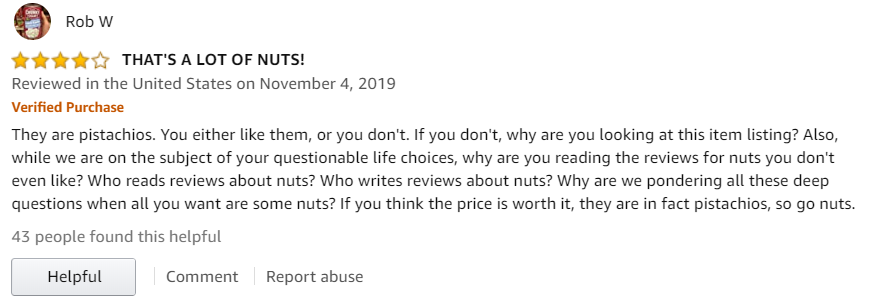 Rob W
THAT'S A LOT OF NUTS!
Reviewed in the United States on November 4, 2019
Verified Purchase
They are pistachios. You either like them, or you don't. If you don't, why are you looking at this item listing? Also,
while we are on the subject of your questionable life choices, why are you reading the reviews for nuts you don't
even like? Who reads reviews about nuts? Who writes reviews about nuts? Why are we pondering all these deep
questions when all you want are some nuts? If you think the price is worth it, they are in fact pistachios, so go nuts.
43 people found this helpful
Helpful
Comment
Report abuse